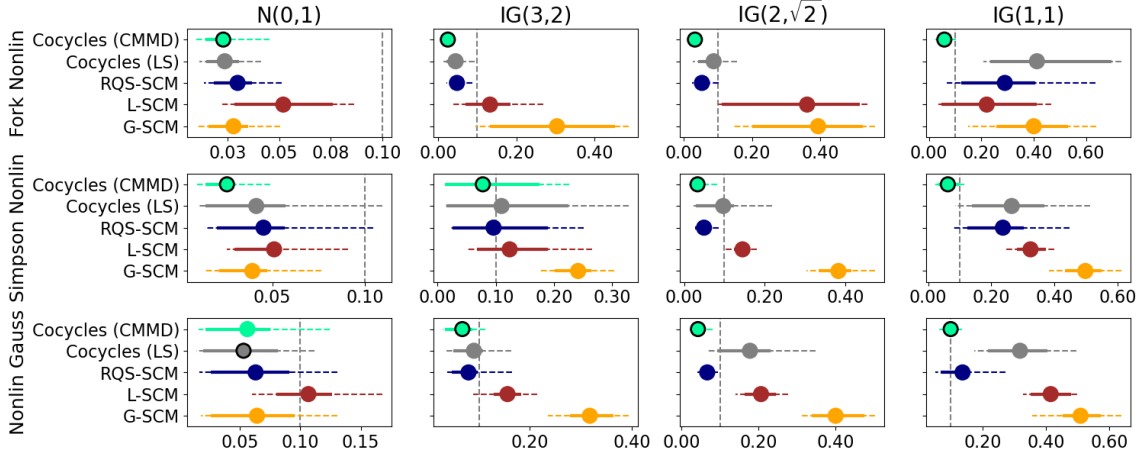 N(0,1)
IG(3,2)
IG(2,√2)
IG(1,1)
Fork Nonlin
Cocycles (CMMD)
Cocycles (LS)
RQS-SCM
L-SCM
G-SCM
0.03 0.05 0.08 0.10
0.00 0.20 0.40
0.00 0.20 0.40
0.00 0.20 0.40 0.60
Simpson Nonlin
Cocycles (CMMD)
Cocycles (LS)
RQS-SCM
L-SCM
G-SCM
0.05 0.10
0.00 0.10 0.20 0.30
0.00 0.20 0.40
0.00 0.20 0.40 0.60
Nonlin Gauss
Cocycles (CMMD)
Cocycles (LS)
RQS-SCM
L-SCM
G-SCM
0.05 0.10 0.15
0.20 0.40
0.00 0.20 0.40
0.20 0.40 0.60